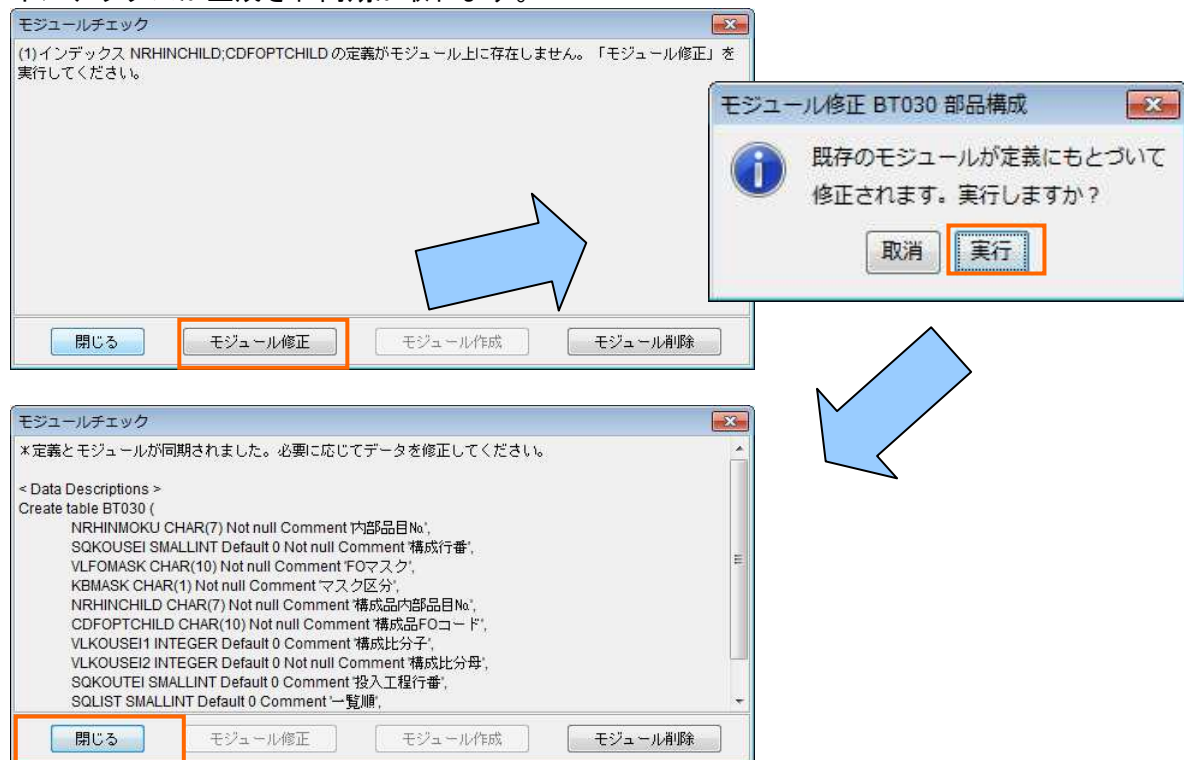 モジュールチェック
(1)インデックス NRHINCHILD;CDFOPTCHILD の定義がモジュール上に存在しません。「モジュール修正」を
実行してください。
閉じる
モジュール修正
モジュール作成
モジュール削除
モジュール修正 BT030 部品構成
既存のモジュールが定義にもとづいて
修正されます。実行しますか？
取消
実行
モジュールチェック
*定義とモジュールが同期されました。必要に応じてデータを修正してください。
< Data Descriptions >
Create table BT030 (
NRHINMOKU CHAR(7) Not null Comment '内部品目№',
SQKOUSEI SMALLINT Default 0 Not null Comment '構成行番',
VLFOMASK CHAR(10) Not null Comment 'FOマスク',
KBMASK CHAR(1) Not null Comment 'マスク区分',
NRHINCHILD CHAR(7) Not null Comment '構成品内部品目№',
CDFOPTCHILD CHAR(10) Not null Comment '構成品FOコード',
VLKOUSEI1 INTEGER Default 0 Comment '構成比分子',
VLKOUSEI2 INTEGER Default 0 Not null Comment '構成比分母',
SQKOUTEI SMALLINT Default 0 Comment '投入工程行番',
SQLIST SMALLINT Default 0 Comment '一覧順',
閉じる
モジュール修正
モジュール作成
モジュール削除